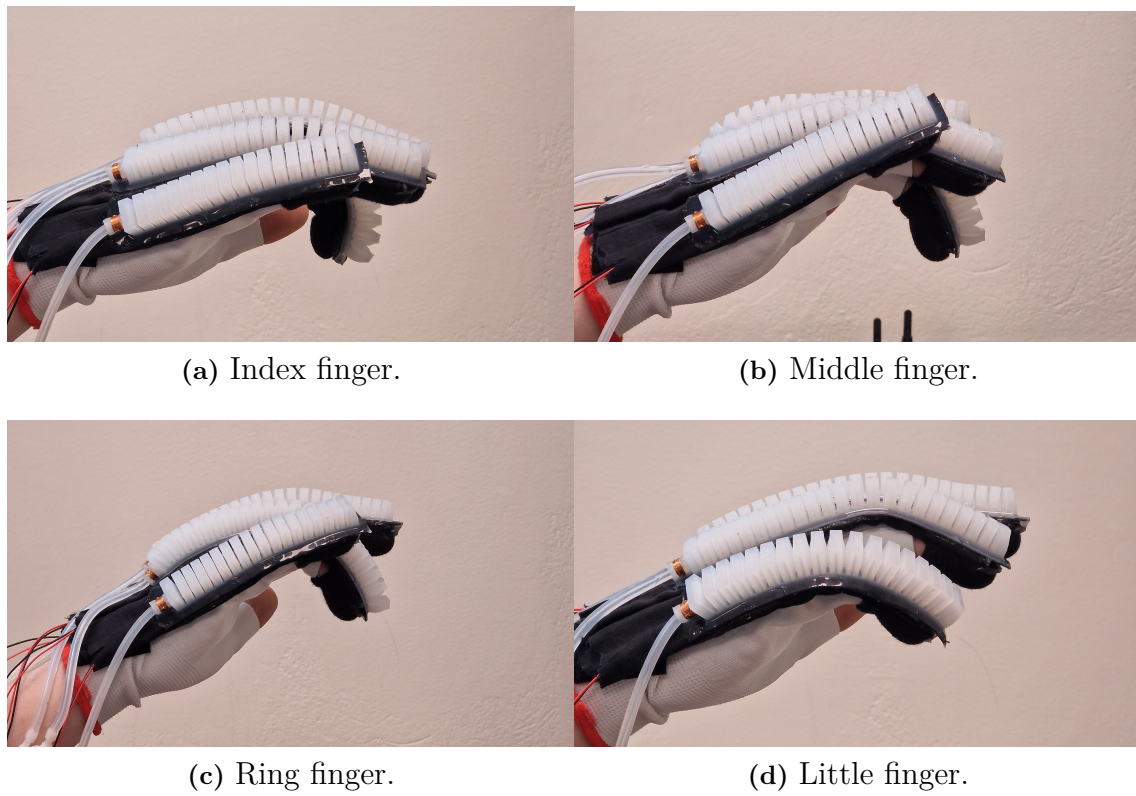 (a) Index finger.
(b) Middle finger.
(c) Ring finger.
(d) Little finger.